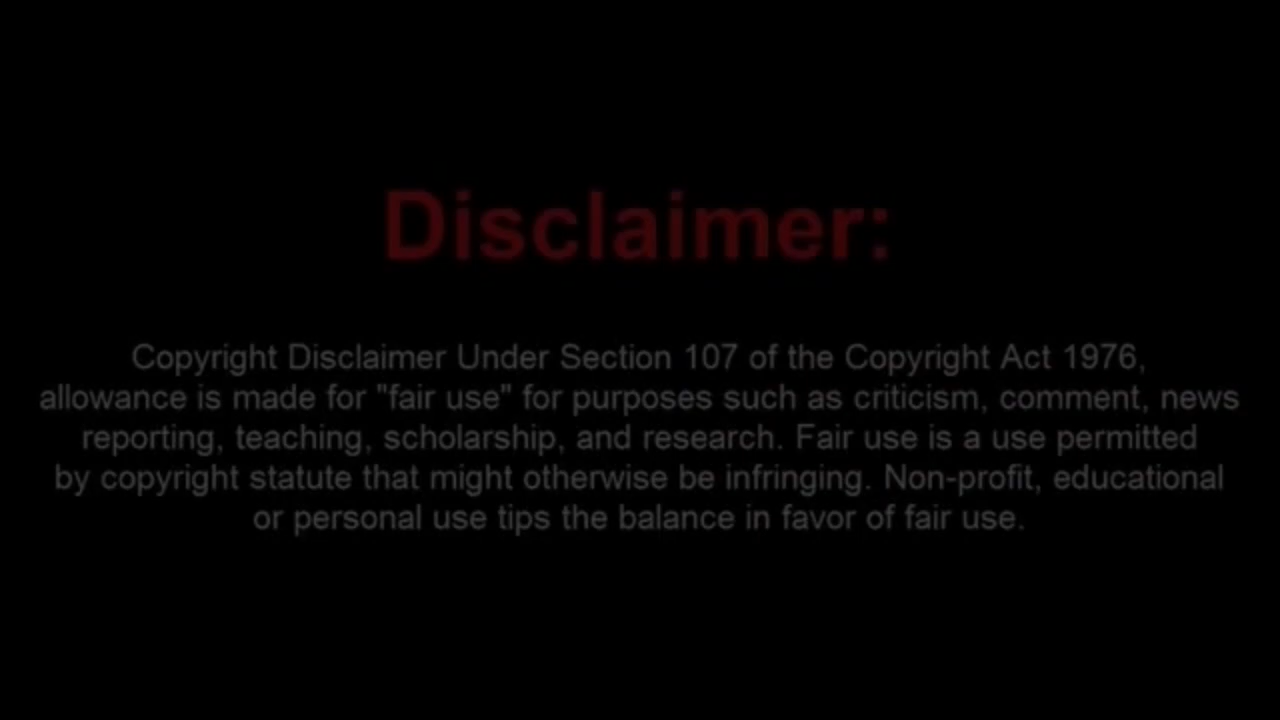 Disclaimer:
Copyright Disclaimer Under Section 107 of the Copyright Act 1976,
allowance is made for "fair use" for purposes such as criticism, comment, news
reporting, teaching, scholarship, and research. Fair use is a use permitted
by copyright statute that might otherwise be infringing. Non-profit, educational
or personal use tips the balance in favor of fair use.